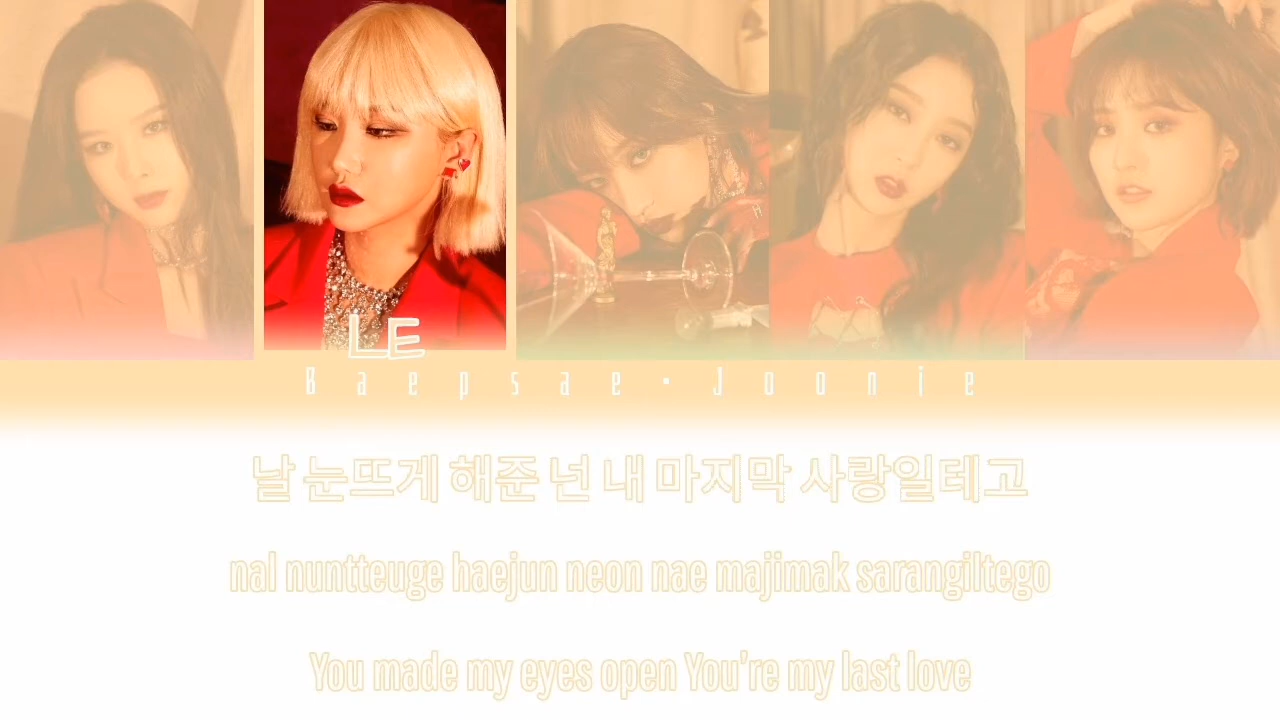 LE
Baepsae•Joonie
날 눈뜨게 해준 넌 내 마지막 사랑일테고
nal nuntteuge haejun neon nae majimak sarangiltego
You made my eyes open You're my last love